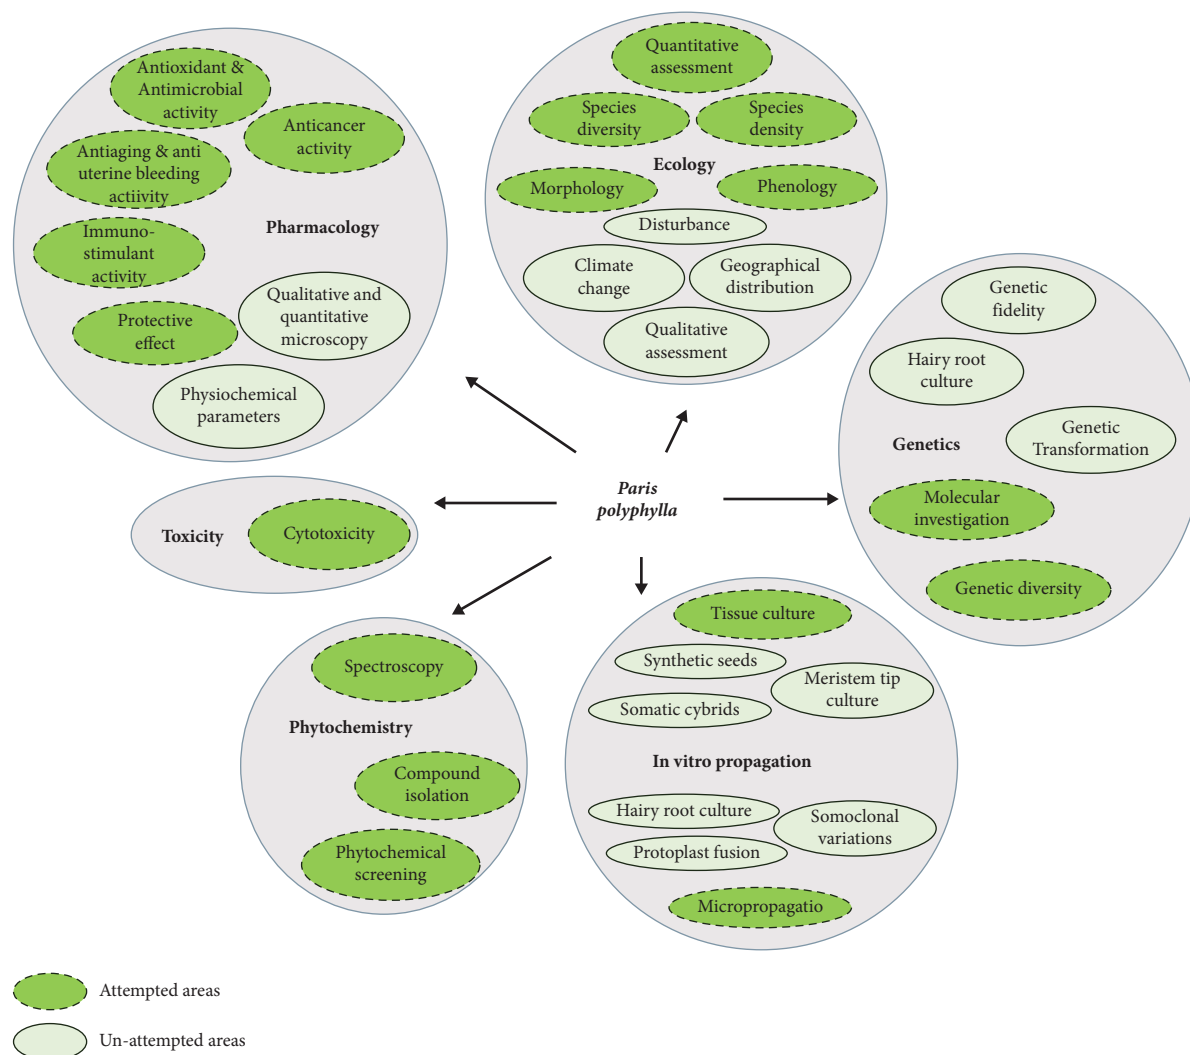 Antioxidant &
Antimicrobial
activity
Anticancer
activity
Antiaging & anti
uterine bleeding
actiivity
Pharmacology
Immuno-
stimulant
activity
Qualitative and
quantitative
microscopy
Protective
effect
Physiochemical
parameters
Quantitative
assessment
Species
diversity
Species
density
Ecology
Morphology
Phenology
Disturbance
Climate
change
Geographical
distribution
Qualitative
assessment
Genetic
fidelity
Hairy root
culture
Genetic
Transformation
Genetics
Molecular
investigation
Genetic diversity
Paris
polyphylla
Toxicity
Cytotoxicity
Spectroscopy
Phytochemistry
Compound
isolation
Phytochemical
screening
Tissue culture
Synthetic seeds
Meristem tip
culture
Somatic cybrids
In vitro propagation
Hairy root culture
Somoclonal
variations
Protoplast fusion
Micropropagatio
Attempted areas
Un-attempted areas